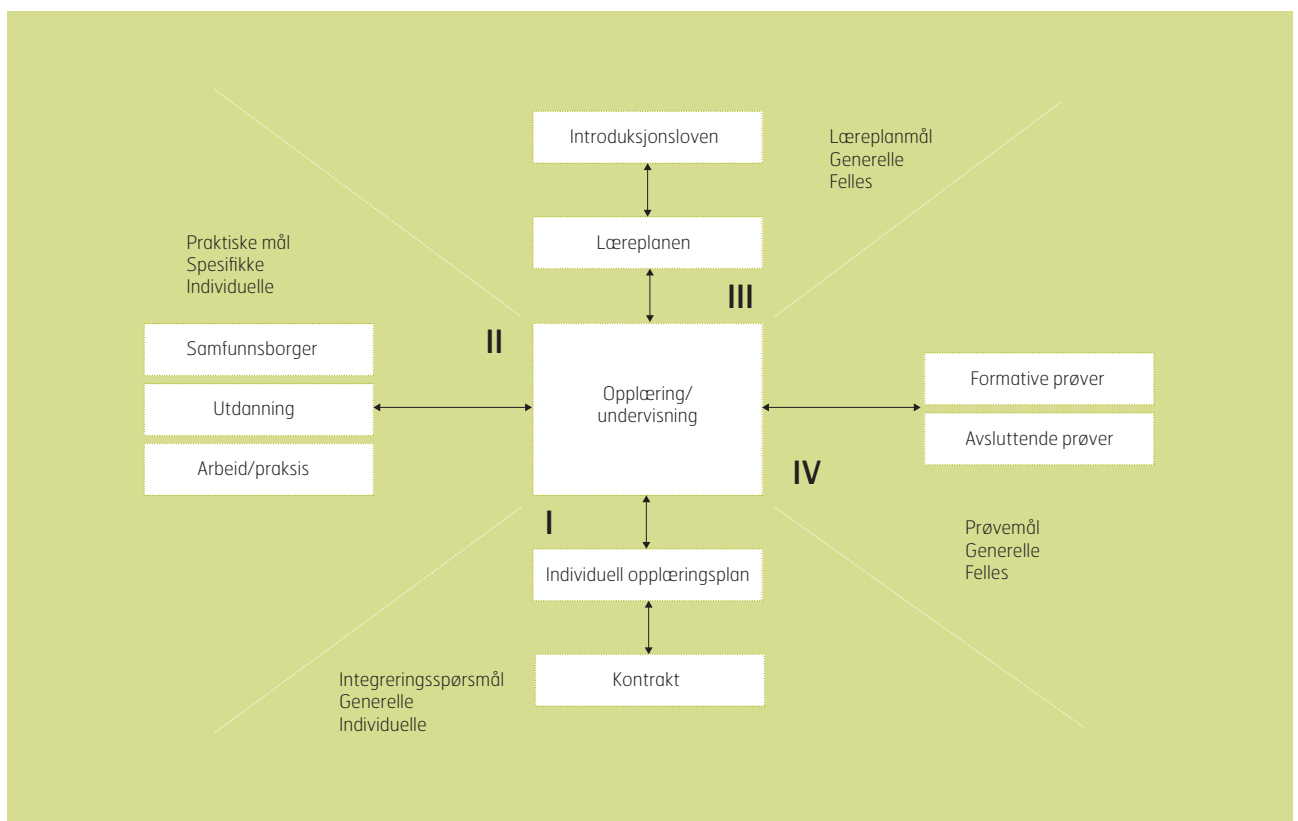 Introduksjonsloven
Læreplanmål
Generelle
Felles
Læreplanen
Praktiske mål
Spesifikke
Individuelle
III
II
Samfunnsborger
Utdanning
Arbeid/praksis
Opplæring/
undervisning
Formative prøver
Avsluttende prøver
IV
I
Prøvemål
Generelle
Felles
Individuell opplæringsplan
Integreringsspørsmål
Generelle
Individuelle
Kontrakt